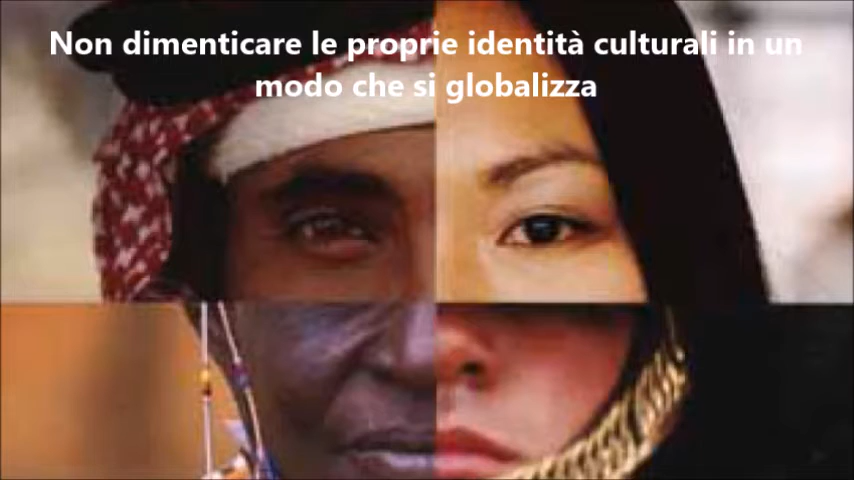 Non dimenticare le proprie identità culturali in un
modo che si globalizza